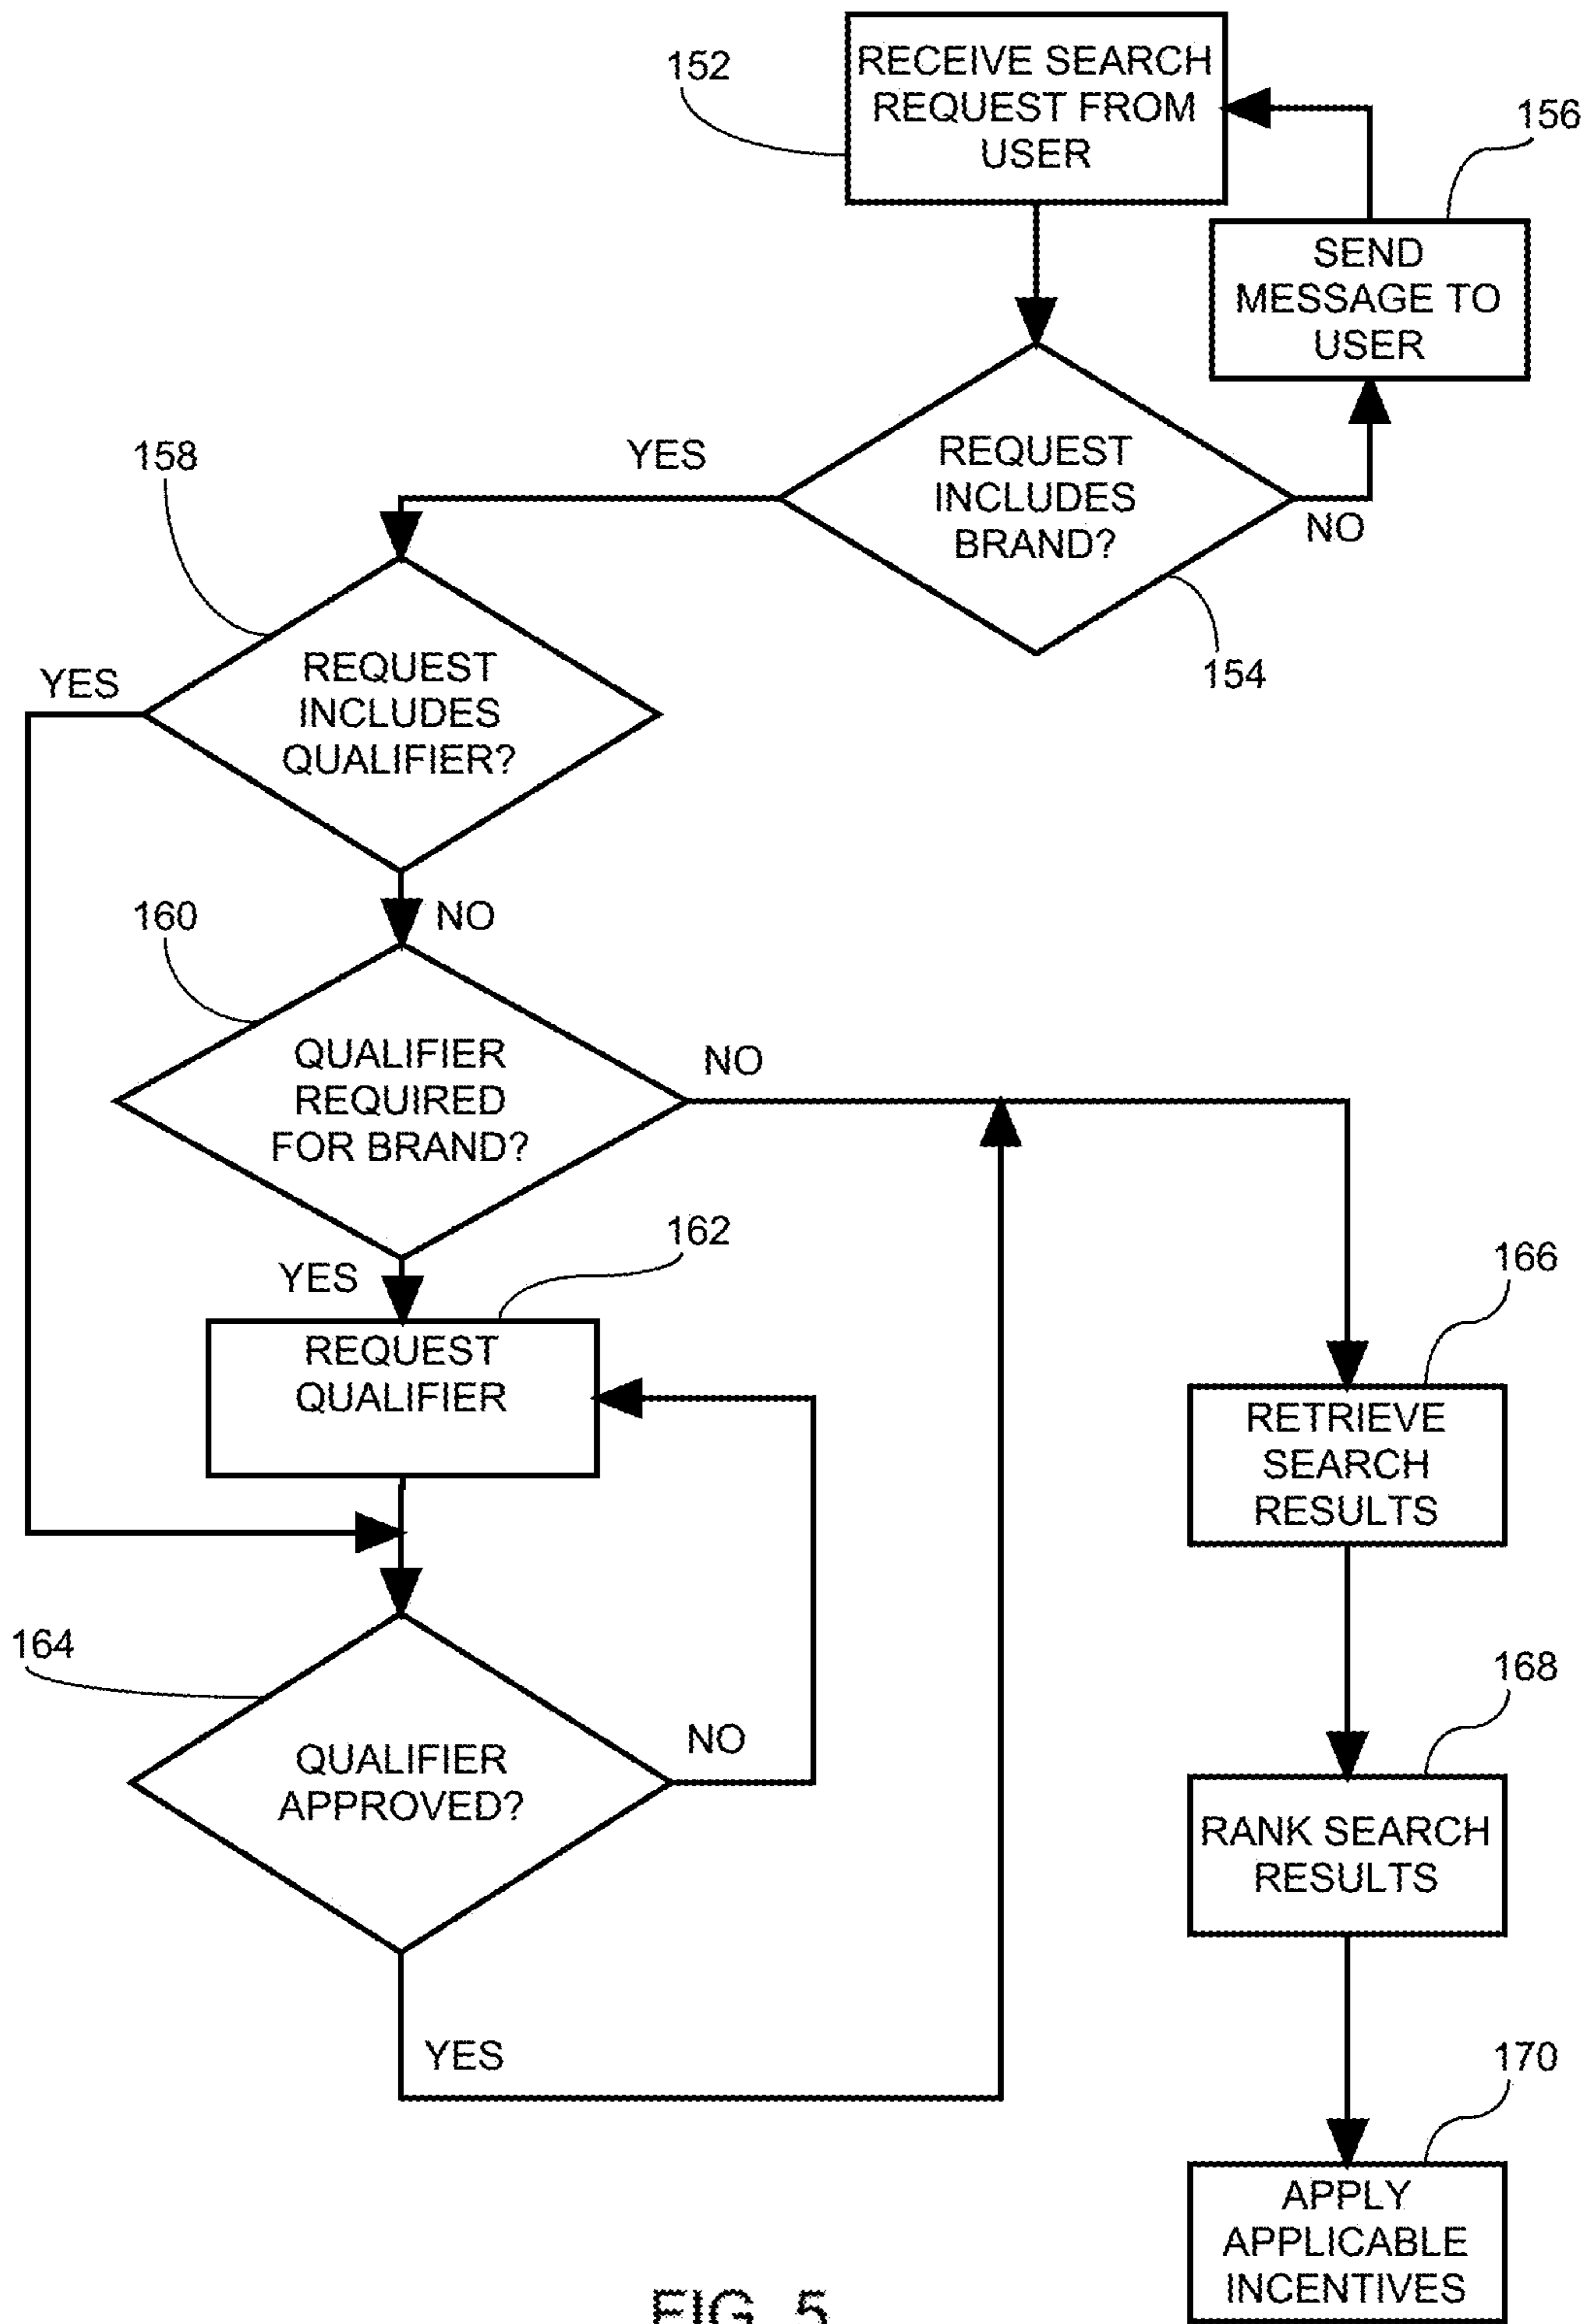 152
RECEIVE SEARCH
REQUEST FROM
USER
156
SEND
MESSAGE TO
USER
158
YES
REQUEST
INCLUDES
BRAND?
NO
154
YES
REQUEST
INCLUDES
QUALIFIER?
160
NO
QUALIFIER
REQUIRED
FOR BRAND?
NO
162
YES
REQUEST
QUALIFIER
166
RETRIEVE
SEARCH
RESULTS
164
QUALIFIER
APPROVED?
NO
168
RANK SEARCH
RESULTS
YES
170
APPLY
APPLICABLE
INCENTIVES
FIG. 5